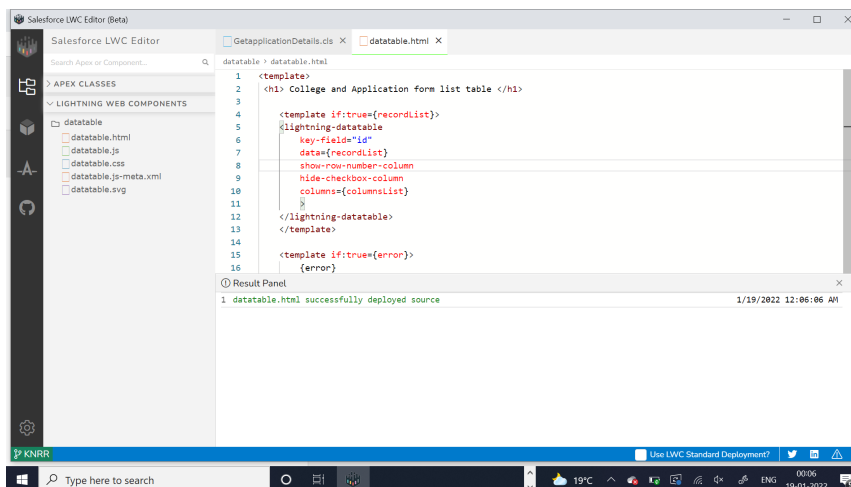 Salesforce LWC Editor (Beta)
Salesforce LWC Editor
Search Apex or Component...
APEX CLASSES
LIGHTNING WEB COMPONENTS
datatable
datatable.html
datatable.js
datatable.css
datatable.js-meta.xml
datatable.svg
GetapplicationDetails.cls
datatable.html
datatable > datatable.html
1 <template>
2 <h1> College and Application form list table </h1>
3
4 <template if:true={recordList}>
5 <lightning-datatable
6 key-field="id"
7 data={recordList}
8 show-row-number-column
9 hide-checkbox-column
10 columns={columnsList}
11 >
12 </lightning-datatable>
13 </template>
14
15 <template if:true={error}>
16 {error}
Result Panel
1 datatable.html successfully deployed source 1/19/2022 12:06:06 AM
KNRR
Use LWC Standard Deployment?
Type here to search
19°C
ENG
00:06
19-01-2022